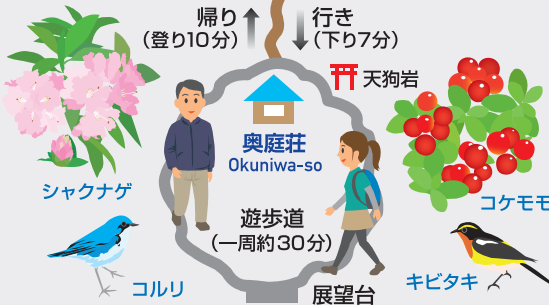 帰り
(登り10分)
行き
(下り7分)
天狗岩
奥庭荘
Okuniwa-so
シャクナゲ
コケモモ
遊歩道
(一周約30分)
コルリ
キビタキ
展望台